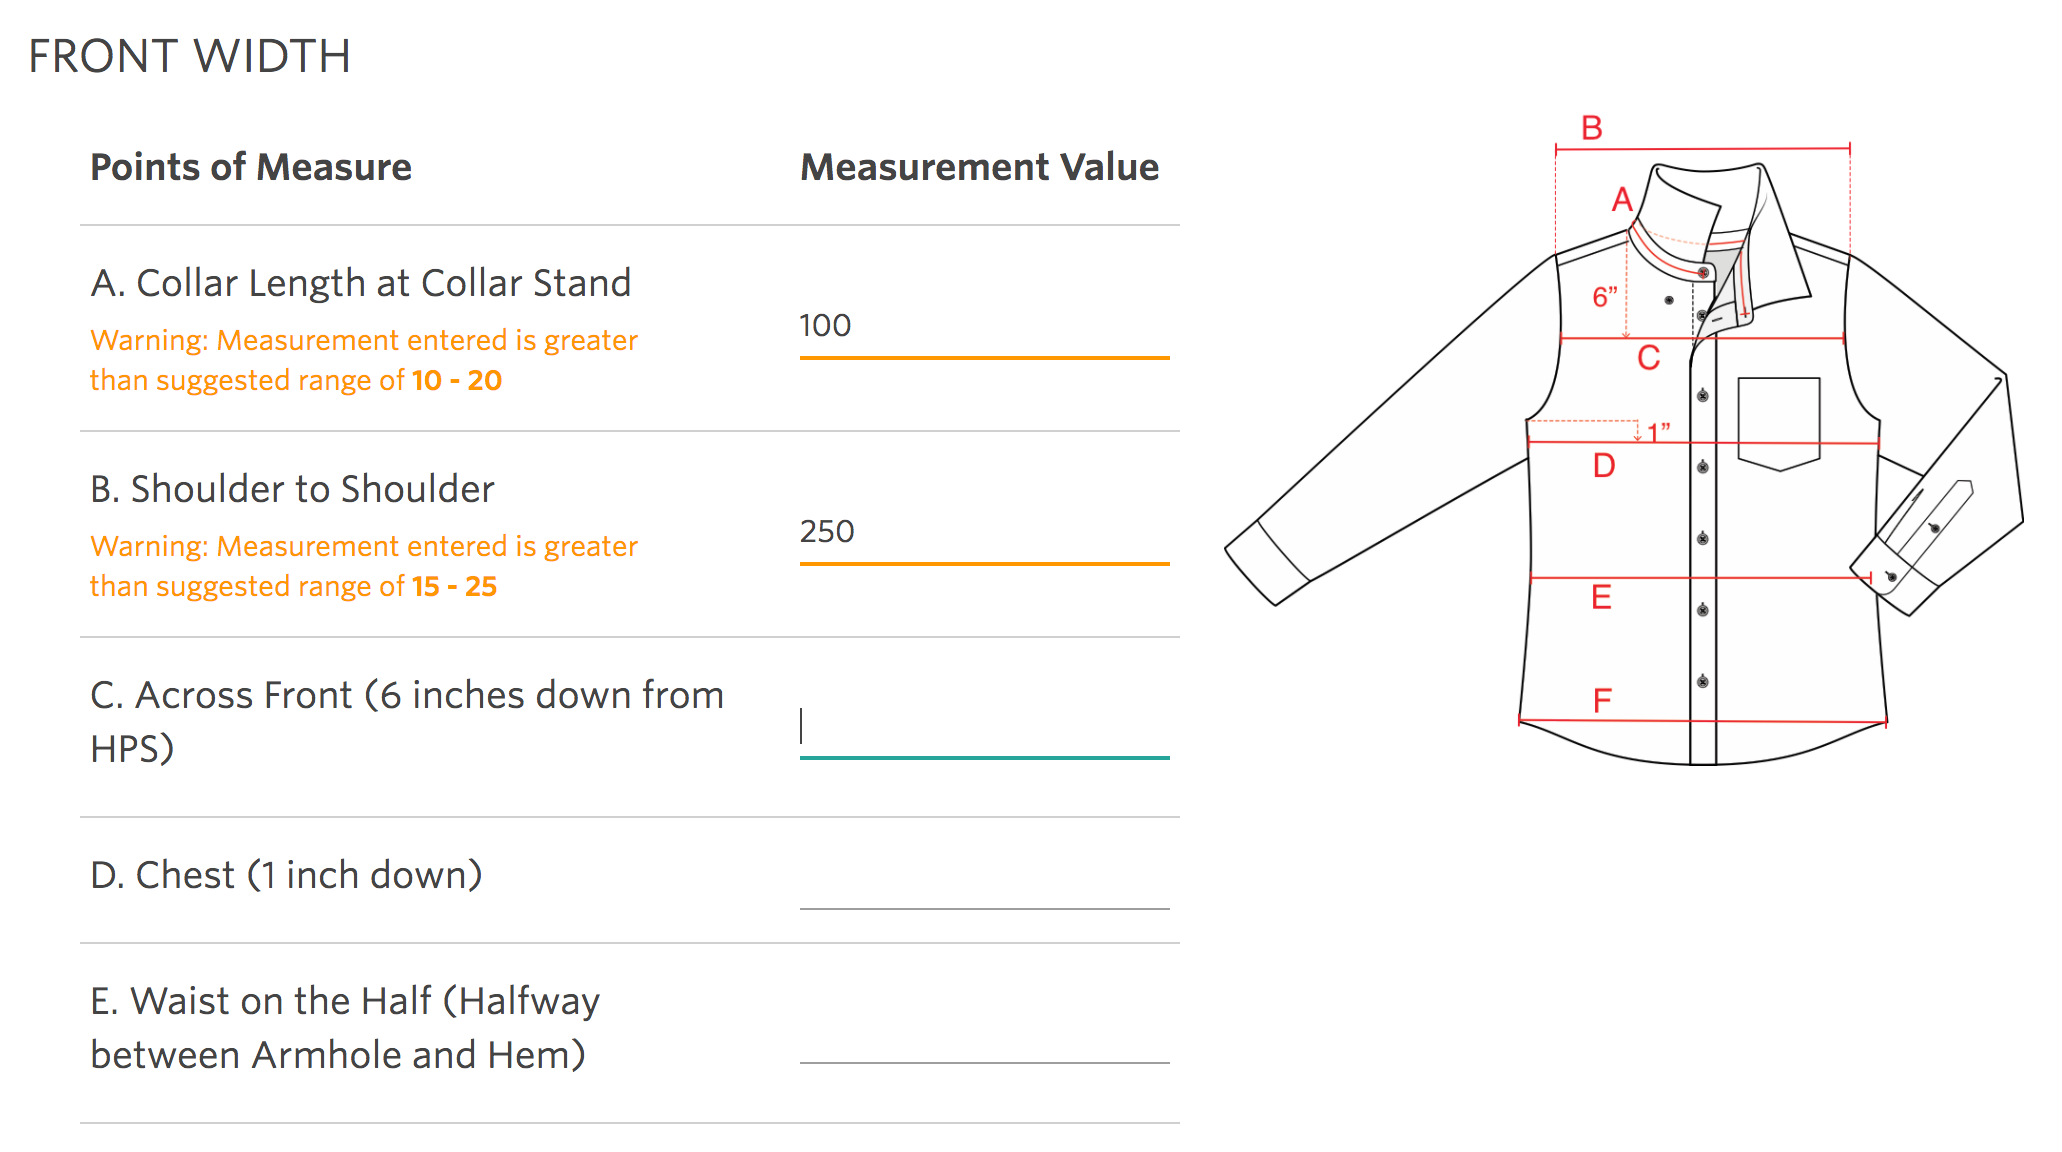 FRONT WIDTH
Points of Measure
Measurement Value
A. Collar Length at Collar Stand
Warning: Measurement entered is greater
than suggested range of 10 - 20
100
B. Shoulder to Shoulder
Warning: Measurement entered is greater
than suggested range of 15 - 25
250
C. Across Front (6 inches down from
HPS)
D. Chest (1 inch down)
E. Waist on the Half (Halfway
between Armhole and Hem)
B
A
6”
C
1”
D
E
F